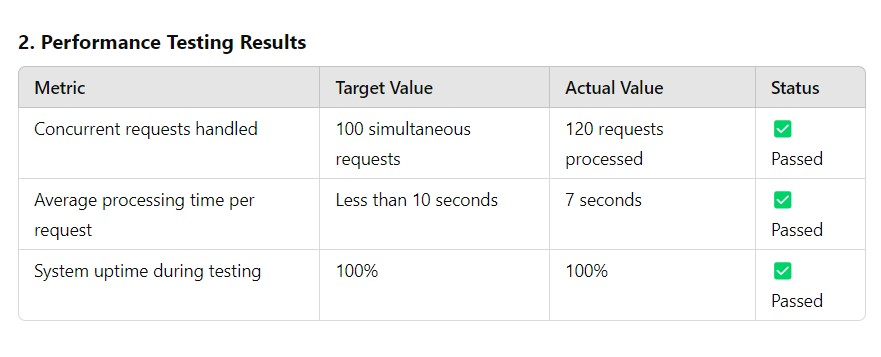 2. Performance Testing Results
Metric Target Value Actual Value Status
Concurrent requests handled 100 simultaneous requests 120 requests processed ✅ Passed
Average processing time per request Less than 10 seconds 7 seconds ✅ Passed
System uptime during testing 100% 100% ✅ Passed